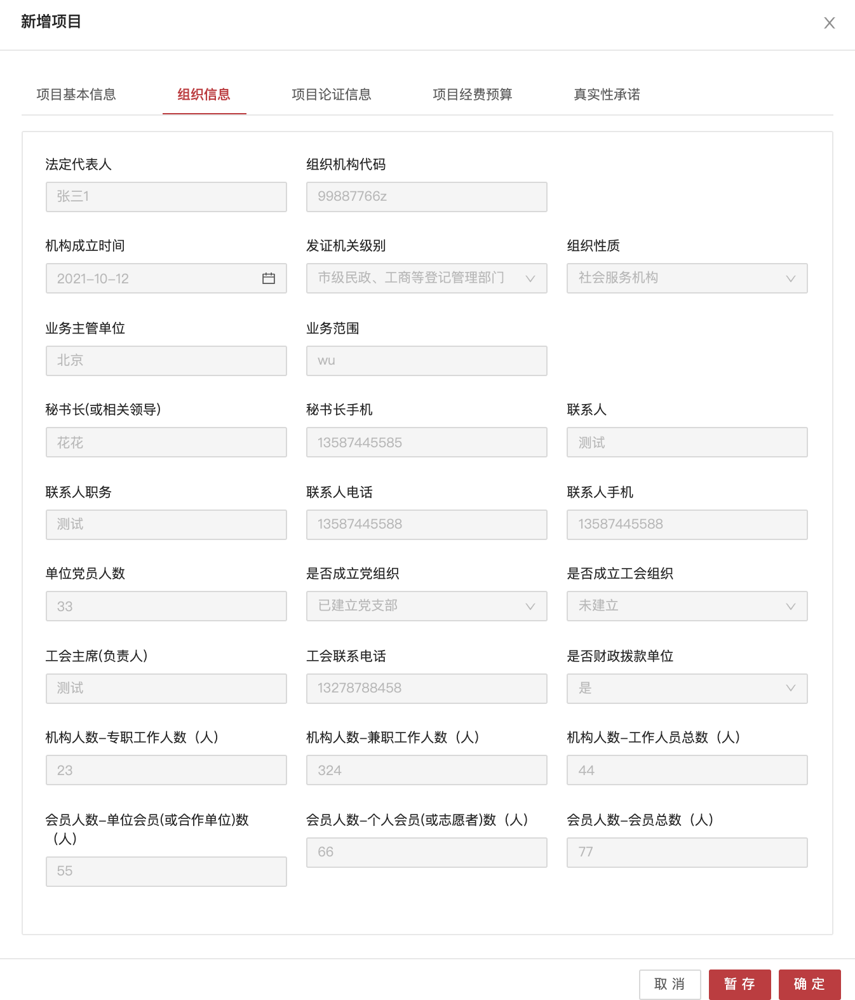 新增项目
项目基本信息 组织信息 项目论证信息 项目经费预算 真实性承诺
法定代表人 组织机构代码
张三1 99887766z
机构成立时间 发证机关级别 组织性质
2021-10-12 市级民政、工商等登记管理部门 社会服务机构
业务主管单位 业务范围
北京 wu
秘书长(或相关领导) 秘书长手机 联系人
花花 13587445585 测试
联系人职务 联系人电话 联系人手机
测试 13587445588 13587445588
单位党员人数 是否成立党组织 是否成立工会组织
33 已建立党支部 未建立
工会主席(负责人) 工会联系电话 是否财政拨款单位
测试 13278788458 是
机构人数-专职工作人数（人） 机构人数-兼职工作人数（人） 机构人数-工作人员总数（人）
23 324 44
会员人数-单位会员(或合作单位)数 会员人数-个人会员(或志愿者)数（人） 会员人数-会员总数（人）
（人）
55 66 77
取消 暂存 确定